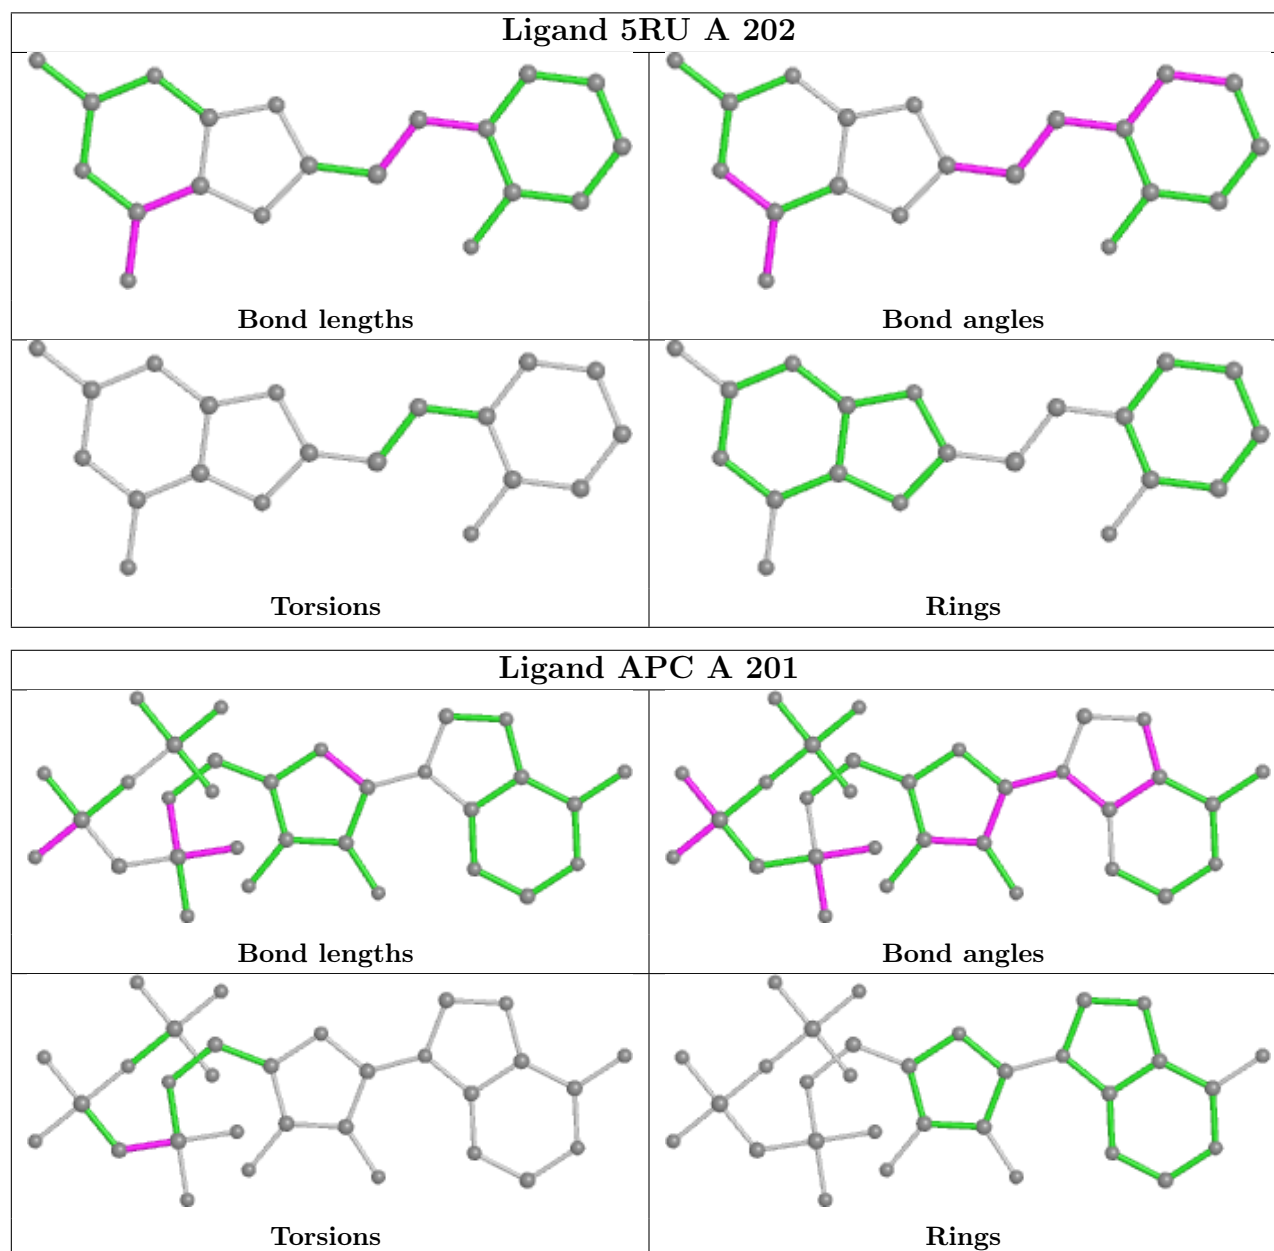 Ligand 5RU A 202
Bond lengths
Bond angles
Torsions
Rings
Ligand APC A 201
Bond lengths
Bond angles
Torsions
Rings